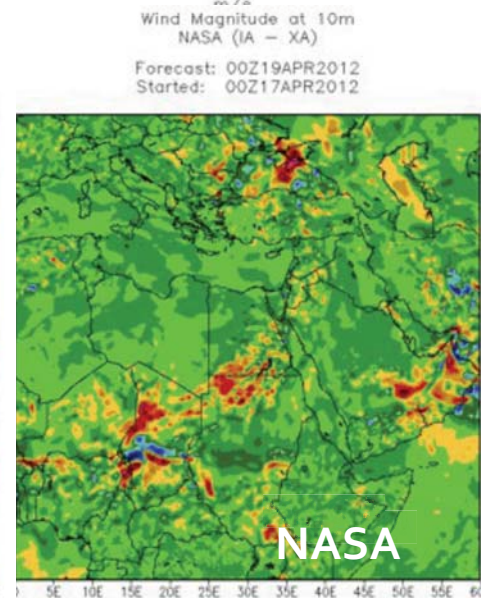 m/s
Wind Magnitude at 10m
NASA (IA – XA)
Forecast: 00Z19APR2012
Started: 00Z17APR2012
NASA
5E 10E 15E 20E 25E 30E 35E 40E 45E 50E 55E